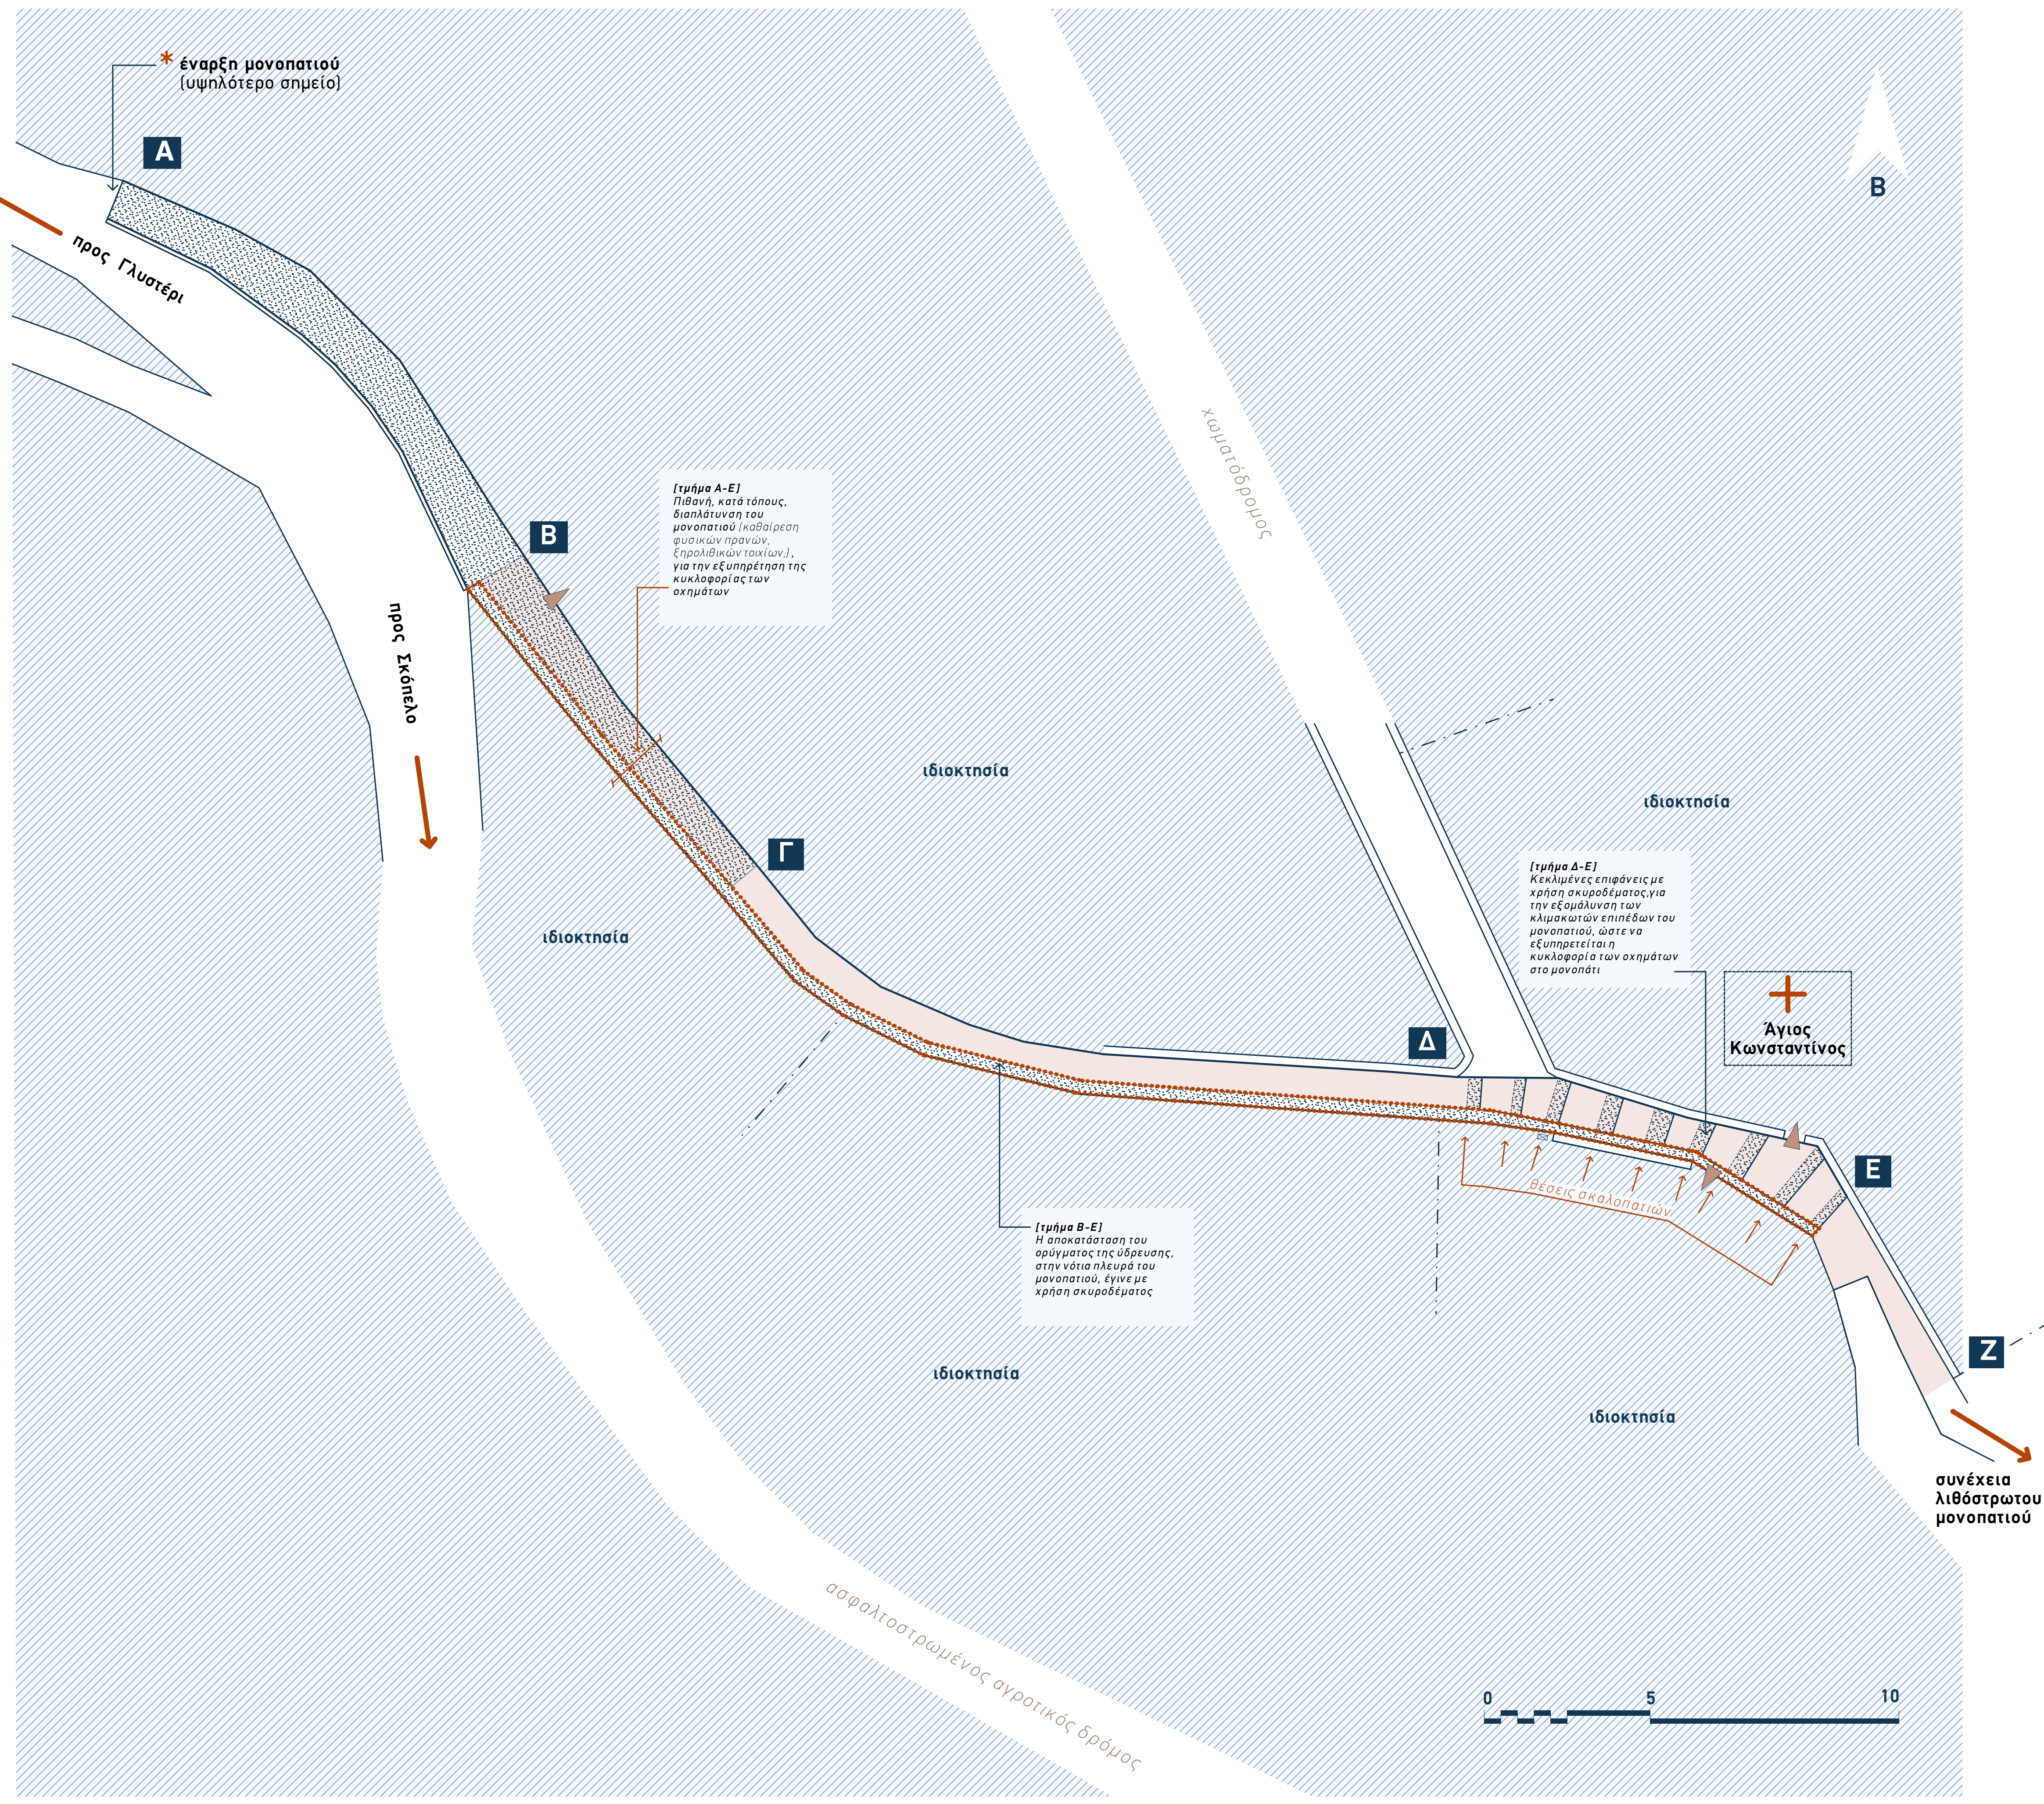 * έναρξη μονοπατιού
(υψηλότερο σημείο)
Α
Β
προς Γλυστέρι
χωματόδρομος
[τμήμα Α-Ε]
Πιθανή, κατά τόπους,
διαπλάτυνση του
μονοπατιού (καθαίρεση
φυσικών πρανών,
ξηρολιθικών τοιχίων;) ,
για την εξυπηρέτηση της
κυκλοφορίας των
οχημάτων
Β
προς Σκόπελο
ιδιοκτησία
ιδιοκτησία
Γ
[τμήμα Δ-Ε]
Κεκλιμένες επιφάνεις με
χρήση σκυροδέματος,για
την εξομάλυνση των
κλιμακωτών επιπέδων του
μονοπατιού, ώστε να
εξυπηρετείται η
κυκλοφορία των οχημάτων
στο μονοπάτι
ιδιοκτησία
Άγιος
Κωνσταντίνος
Δ
Ε
θέσεις σκαλοπατιών
[τμήμα Β-Ε]
Η αποκατάσταση του
ορύγματος της ύδρευσης,
στην νότια πλευρά του
μονοπατιού, έγινε με
χρήση σκυροδέματος
Ζ
ιδιοκτησία
ιδιοκτησία
συνέχεια
λιθόστρωτου
μονοπατιού
ασφαλτοστρωμένος αγροτικός δρόμος
0 5 10